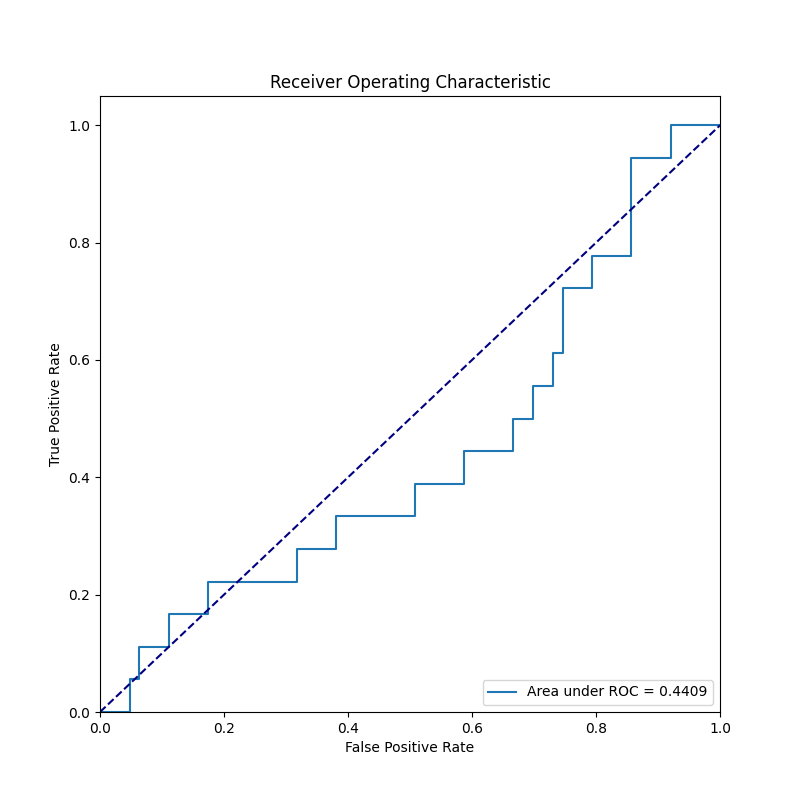 Receiver Operating Characteristic
True Positive Rate
1.0
0.8
0.6
0.4
0.2
0.0
Area under ROC = 0.4409
0.0 0.2 0.4 0.6 0.8 1.0
False Positive Rate